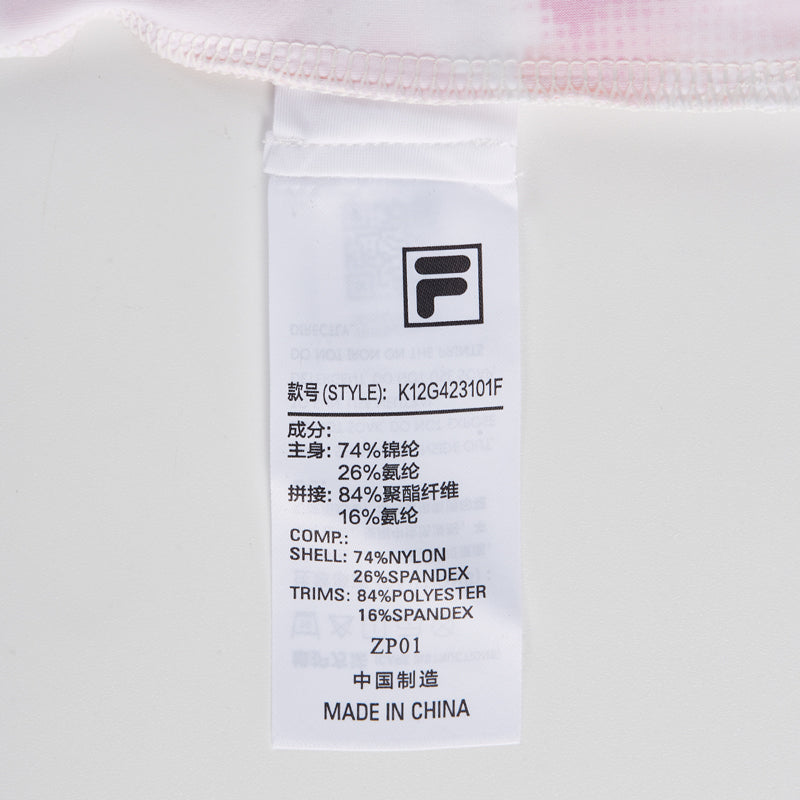 F
款号(STYLE): K12G423101F
成分:
主身: 74%锦纶
26%氨纶
拼接: 84%聚酯纤维
16%氨纶
COMP.:
SHELL: 74%NYLON
26%SPANDEX
TRIMS: 84%POLYESTER
16%SPANDEX
ZP01
中国制造
MADE IN CHINA